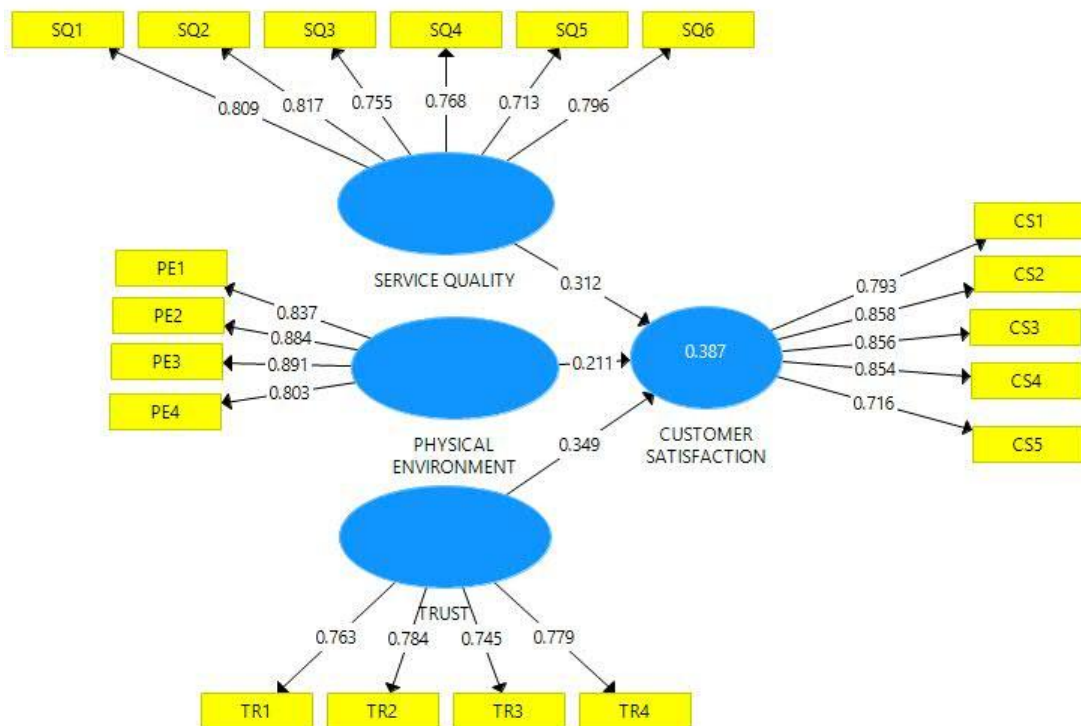 SQ1 SQ2 SQ3 SQ4 SQ5 SQ6
0.809 0.817 0.755 0.768 0.713 0.796
SERVICE QUALITY
PE1
PE2
PE3
PE4
0.837
0.884
0.891
0.803
PHYSICAL
ENVIRONMENT
0.312
0.211
0.349
0.387
CUSTOMER
SATISFACTION
CS1
CS2
CS3
CS4
CS5
0.793
0.858
0.856
0.854
0.716
TRUST
0.763 0.784 0.745 0.779
TR1 TR2 TR3 TR4